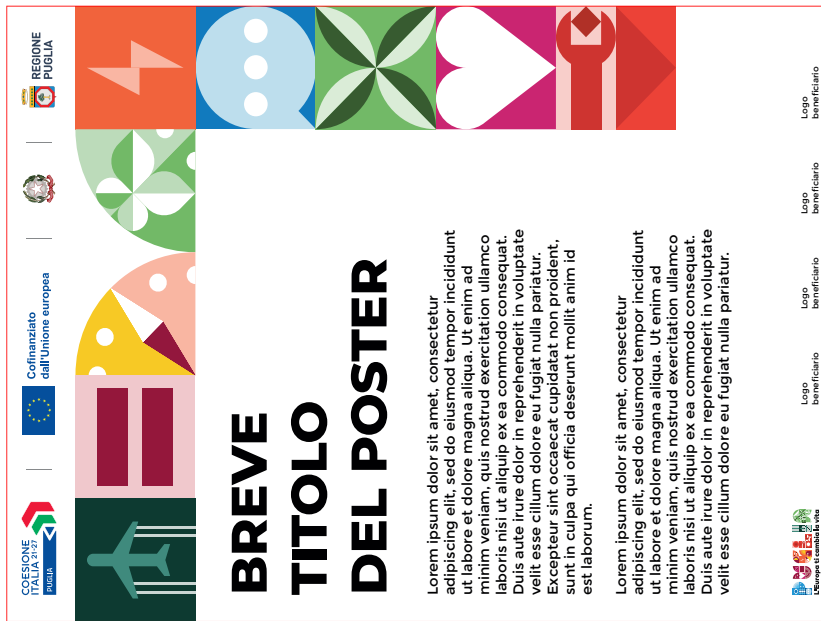 COESIONE
ITALIA 21-27
PUGLIA
Cofinanziato
dall'Unione europea
REGIONE
PUGLIA
BREVE
TITOLO
DEL POSTER
Lorem ipsum dolor sit amet, consectetur
adipiscing elit, sed do eiusmod tempor incididunt
ut labore et dolore magna aliqua. Ut enim ad
minim veniam, quis nostrud exercitation ullamco
laboris nisi ut aliquip ex ea commodo consequat.
Duis aute irure dolor in reprehenderit in voluptate
velit esse cillum dolore eu fugiat nulla pariatur.
Excepteur sint occaecat cupidatat non proident,
sunt in culpa qui officia deserunt mollit anim id
est laborum.
Lorem ipsum dolor sit amet, consectetur
adipiscing elit, sed do eiusmod tempor incididunt
ut labore et dolore magna aliqua. Ut enim ad
minim veniam, quis nostrud exercitation ullamco
laboris nisi ut aliquip ex ea commodo consequat.
Duis aute irure dolor in reprehenderit in voluptate
velit esse cillum dolore eu fugiat nulla pariatur.
L'Europa ti cambia la vita
Logo
beneficiario
Logo
beneficiario
Logo
beneficiario
Logo
beneficiario